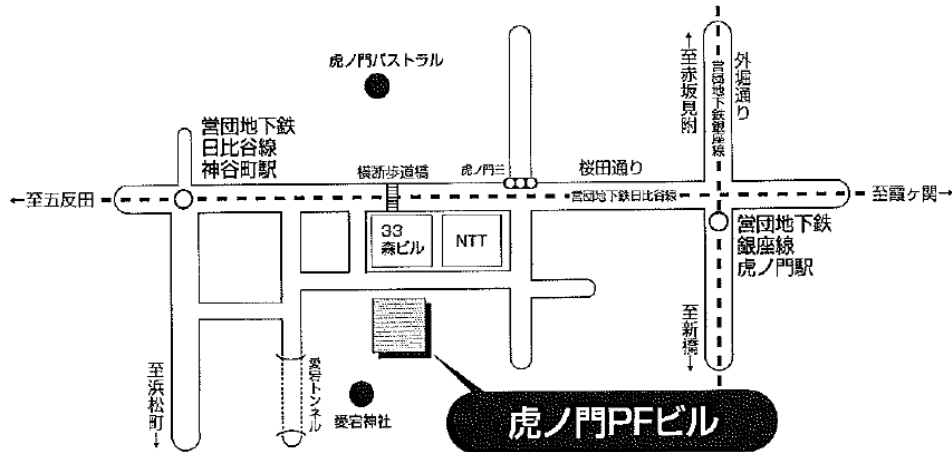 虎ノ門パストラル
営団地下鉄
日比谷線
神谷町駅
横断歩道橋
虎ノ門三
桜田通り
←至赤坂見附
営団地下鉄銀座線
外堀通り
←至五反田
営団地下鉄日比谷線
至霞ヶ関→
33
森ビル
NTT
営団地下鉄
銀座線
虎ノ門駅
至新橋→
至浜松町→
愛宕トンネル
愛宕神社
虎ノ門PFビル